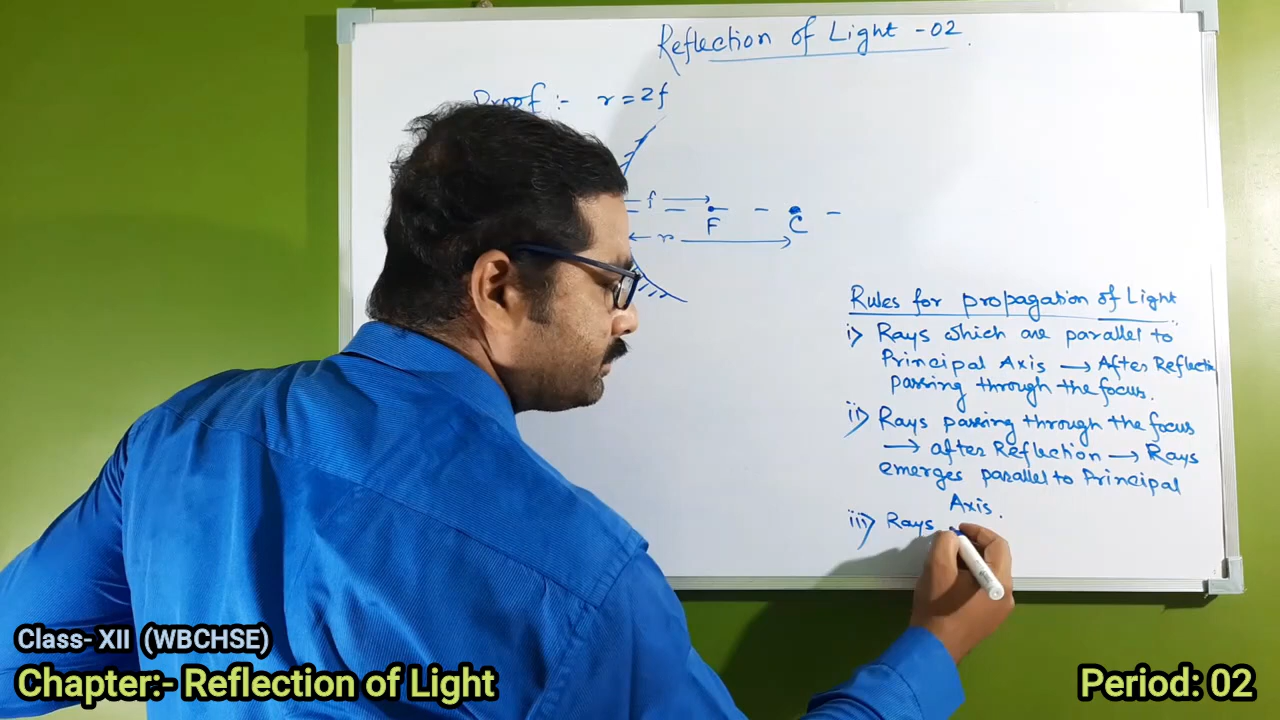 Reflection of Light - 02
Proof :- r = 2f
f
F
C
r
Rules for propagation of Light
i) Rays which are parallel to
Principal Axis → After Reflectio
passing through the focus.
ii) Rays passing through the focus
→ after Reflection → Rays
emerges parallel to Principal
Axis.
iii) Rays
Class- XII (WBCHSE)
Chapter:- Reflection of Light
Period: 02